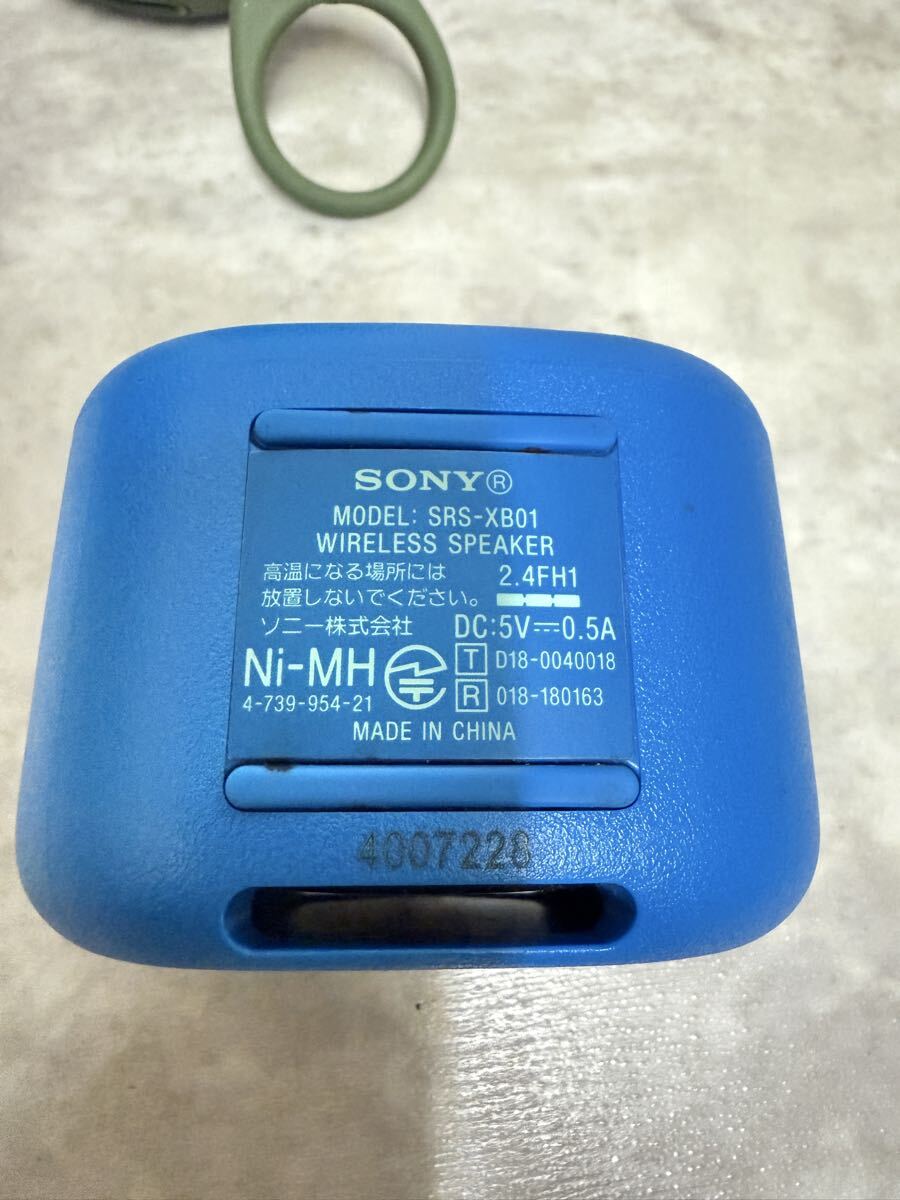 SONY®
MODEL: SRS-XB01
WIRELESS SPEAKER
高温になる場所には
放置しないでください。
2.4FH1
ソニー株式会社
DC:5V⎓0.5A
Ni-MH
T D18-0040018
R 018-180163
4-739-954-21
MADE IN CHINA
4007228